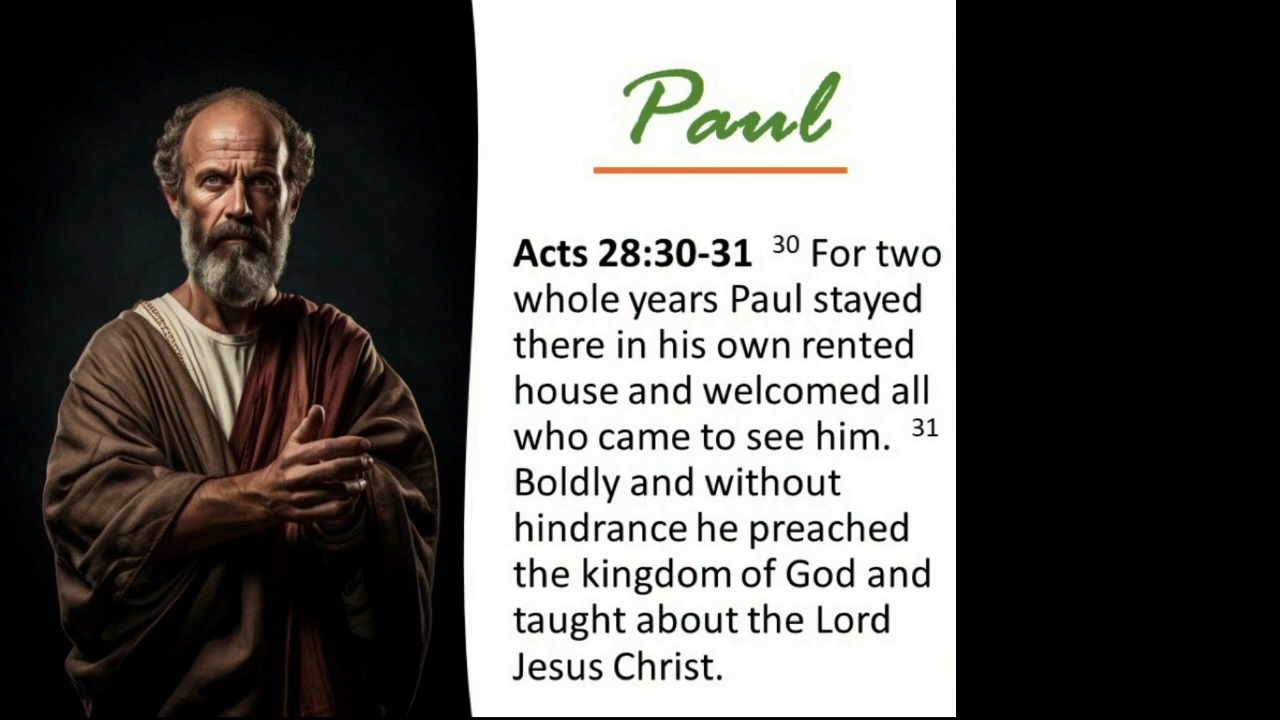 Paul
Acts 28:30-31 30 For two
whole years Paul stayed
there in his own rented
house and welcomed all
who came to see him. 31
Boldly and without
hindrance he preached
the kingdom of God and
taught about the Lord
Jesus Christ.